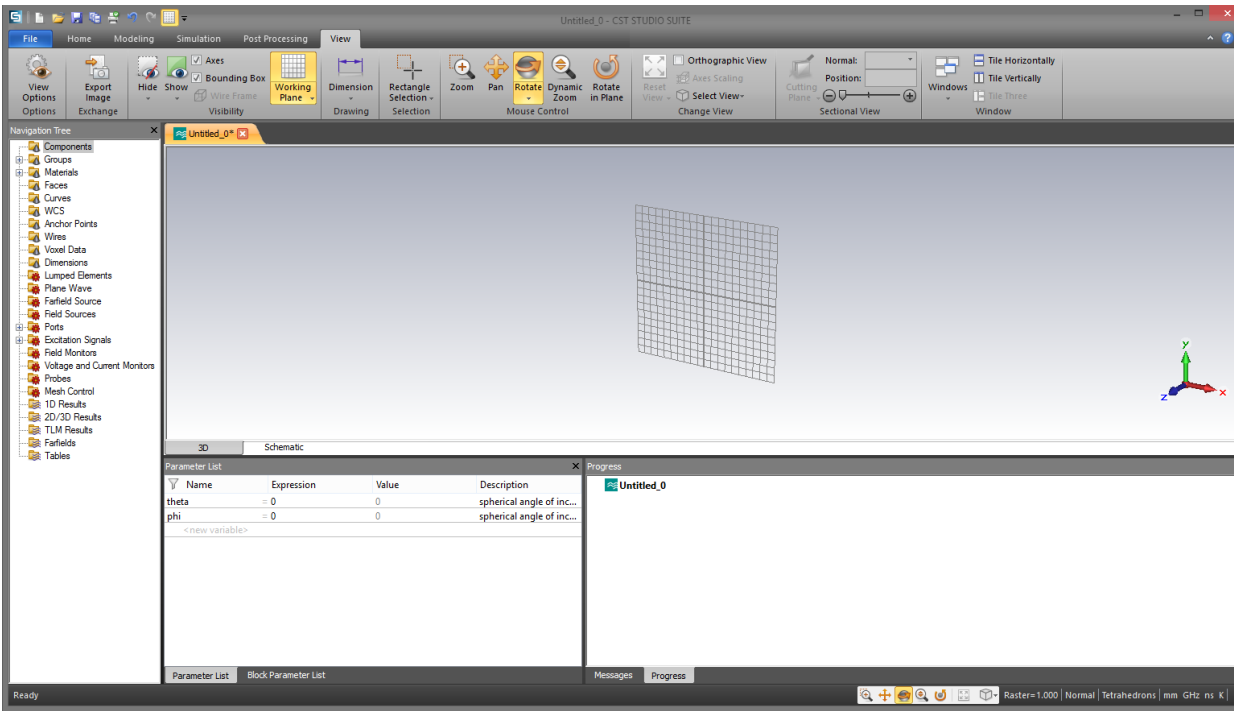 Untitled_0 - CST STUDIO SUITE
File Home Modeling Simulation Post Processing View
View Options
Export Image
Hide
Show
Axes
Bounding Box
Wire Frame
Working Plane
Dimension
Rectangle Selection
Zoom
Pan
Rotate
Dynamic Zoom
Rotate in Plane
Reset View
Orthographic View
Axes Scaling
Select View
Cutting Plane
Normal:
Position:
Windows
Tile Horizontally
Tile Vertically
Tile Three
Options Exchange Visibility Drawing Selection Mouse Control Change View Sectional View Window
Navigation Tree
Untitled_0*
Components
Groups
Materials
Faces
Curves
WCS
Anchor Points
Wires
Voxel Data
Dimensions
Lumped Elements
Plane Wave
Farfield Source
Field Sources
Ports
Excitation Signals
Field Monitors
Voltage and Current Monitors
Probes
Mesh Control
1D Results
2D/3D Results
TLM Results
Farfields
Tables
y
x
z
3D Schematic
Parameter List
Name Expression Value Description
theta = 0 0 spherical angle of inc...
phi = 0 0 spherical angle of inc...
<new variable>
Parameter List Block Parameter List
Progress
Untitled_0
Messages Progress
Ready
Raster=1.000 Normal Tetrahedrons mm GHz ns K